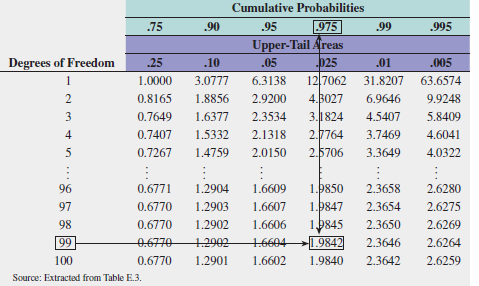 Cumulative Probabilities
.75 .90 .95 .975 .99 .995
Upper-Tail Areas
Degrees of Freedom .25 .10 .05 .025 .01 .005
1 1.0000 3.0777 6.3138 12.7062 31.8207 63.6574
2 0.8165 1.8856 2.9200 4.3027 6.9646 9.9248
3 0.7649 1.6377 2.3534 3.1824 4.5407 5.8409
4 0.7407 1.5332 2.1318 2.7764 3.7469 4.6041
5 0.7267 1.4759 2.0150 2.5706 3.3649 4.0322
⋮ ⋮ ⋮ ⋮ ⋮ ⋮ ⋮
96 0.6771 1.2904 1.6609 1.9850 2.3658 2.6280
97 0.6770 1.2903 1.6607 1.9847 2.3654 2.6275
98 0.6770 1.2902 1.6606 1.9845 2.3650 2.6269
99 0.6770 1.2902 1.6604 1.9842 2.3646 2.6264
100 0.6770 1.2901 1.6602 1.9840 2.3642 2.6259
Source: Extracted from Table E.3.